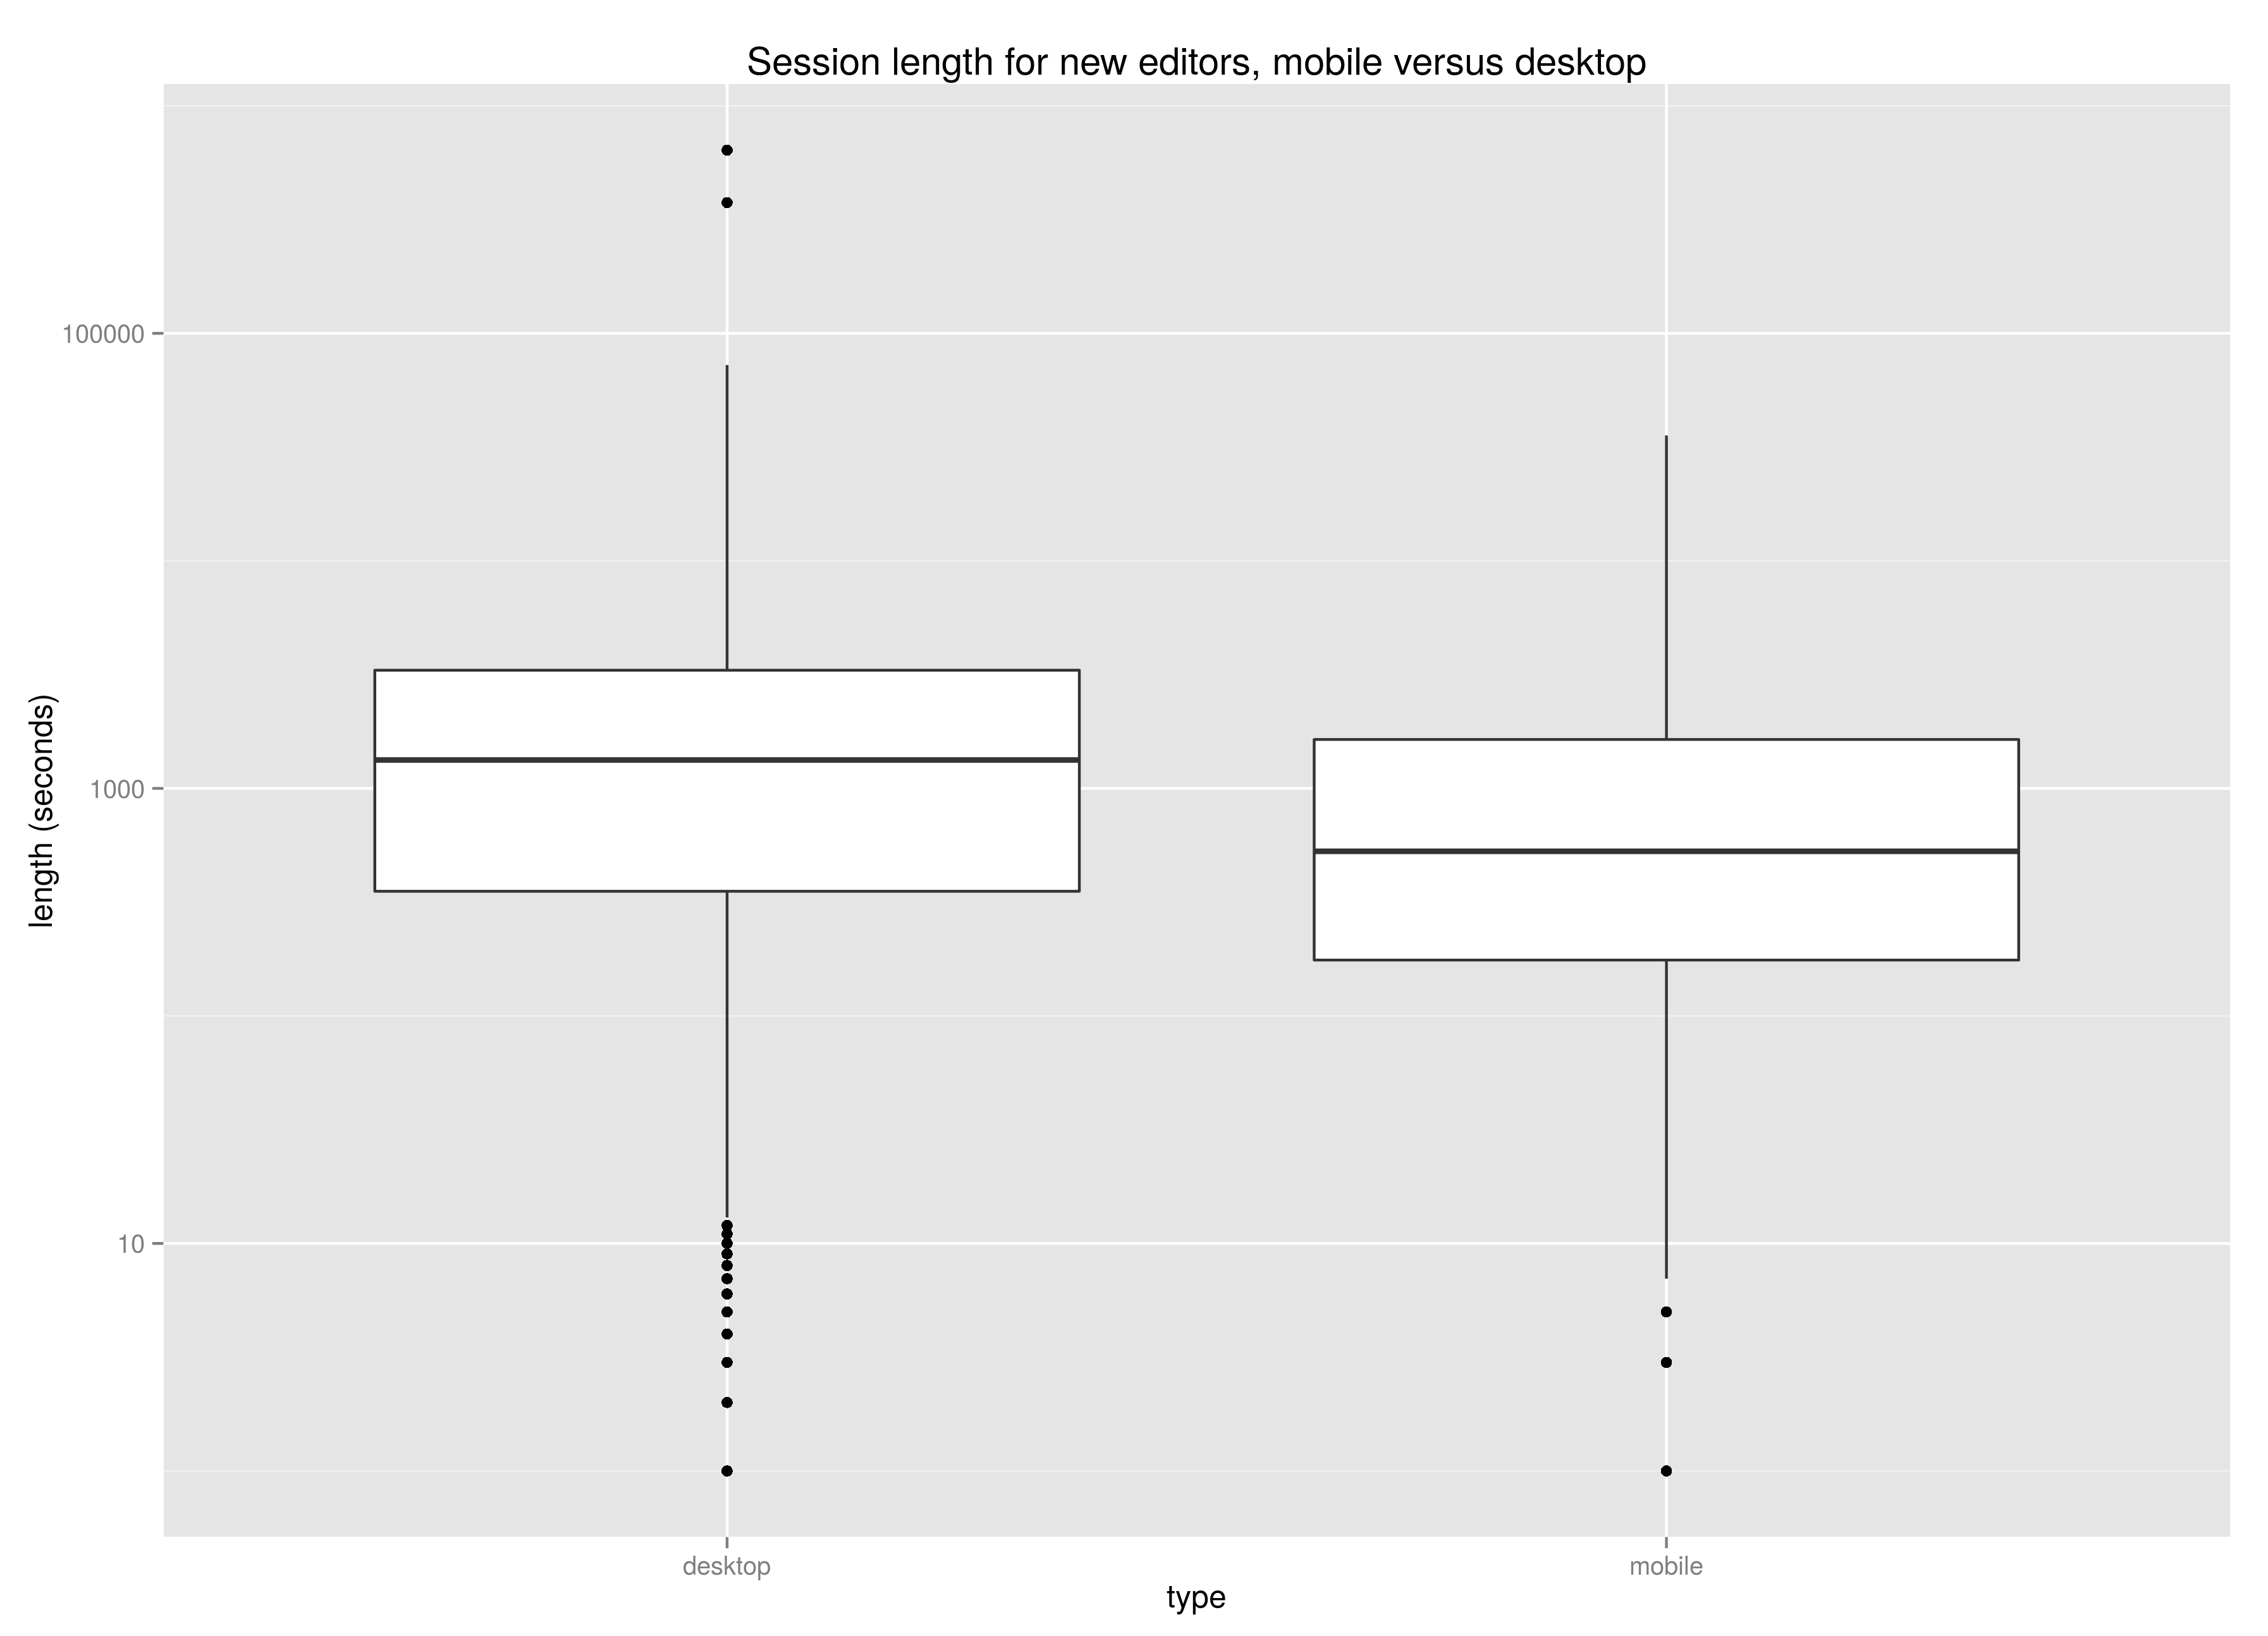 Session length for new editors, mobile versus desktop
length (seconds)
100000
1000
10
desktop
mobile
type